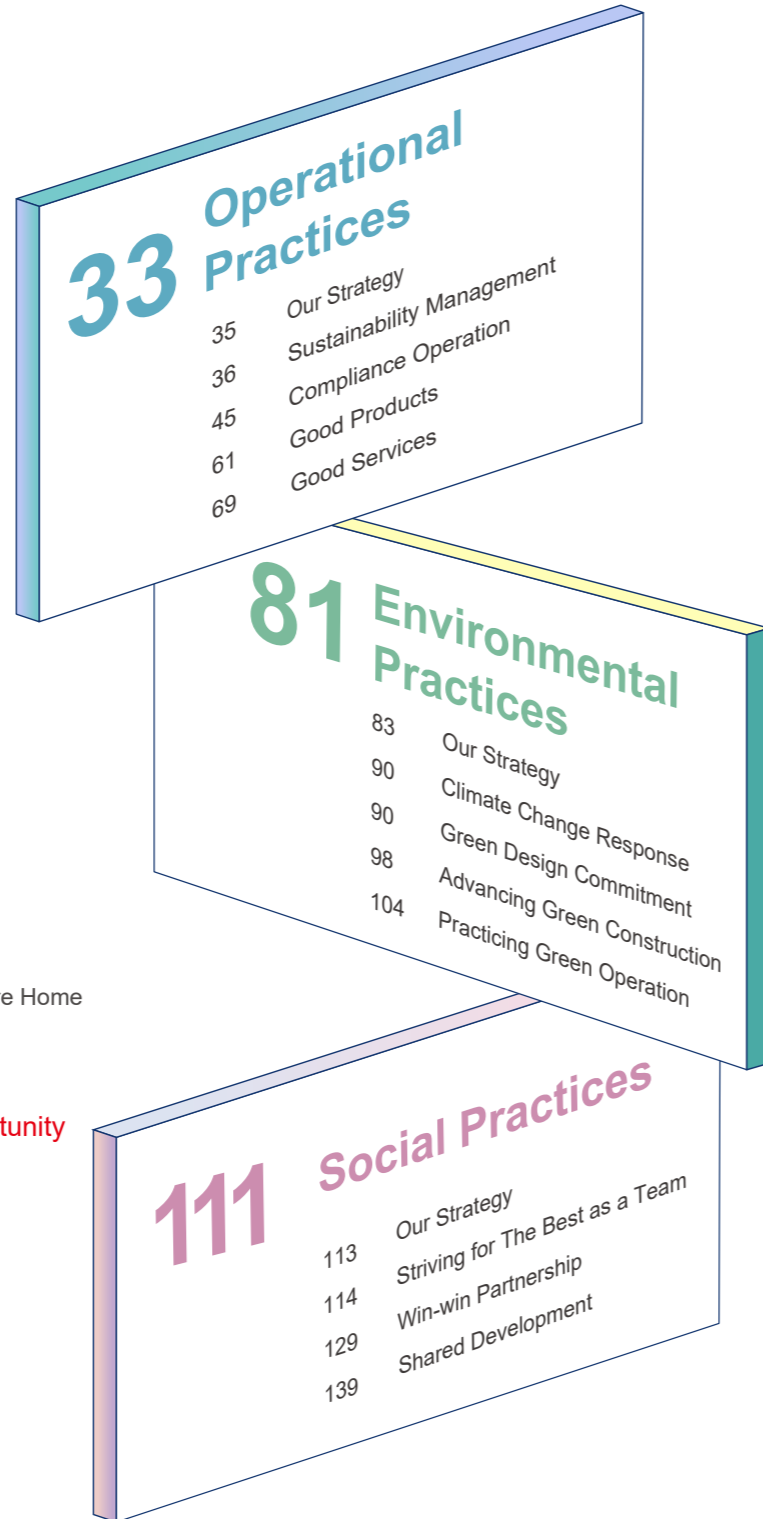 33 Operational
Practices
35 Our Strategy
36 Sustainability Management
45 Compliance Operation
61 Good Products
69 Good Services
81 Environmental
Practices
83 Our Strategy
90 Climate Change Response
90 Green Design Commitment
98 Advancing Green Construction
104 Practicing Green Operation
e Home
tunity
111 Social Practices
113 Our Strategy
114 Striving for The Best as a Team
129 Win-win Partnership
139 Shared Development